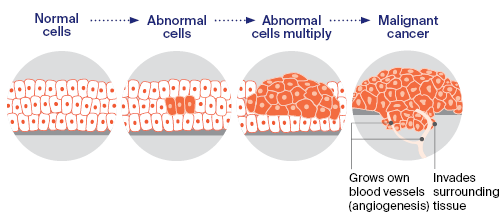 Normal
cells
Abnormal
cells
Abnormal
cells multiply
Malignant
cancer
Grows own
blood vessels
(angiogenesis)
Invades
surrounding
tissue